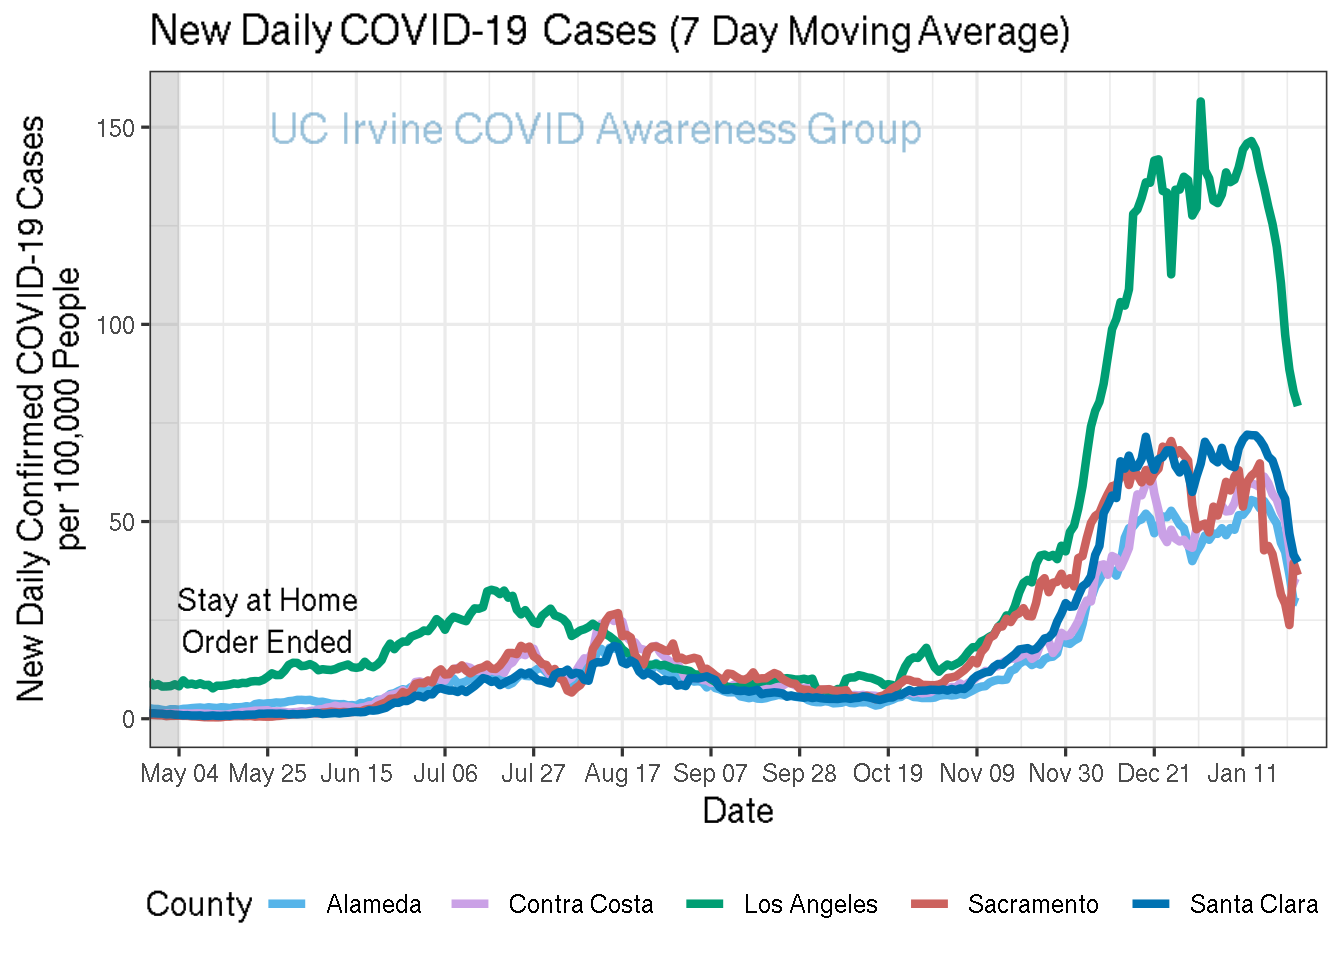 New Daily COVID-19 Cases (7 Day Moving Average)
UC Irvine COVID Awareness Group
New Daily Confirmed COVID-19 Cases
per 100,000 People
150
100
50
0
Stay at Home
Order Ended
May 04 May 25 Jun 15 Jul 06 Jul 27 Aug 17 Sep 07 Sep 28 Oct 19 Nov 09 Nov 30 Dec 21 Jan 11
Date
County Alameda Contra Costa Los Angeles Sacramento Santa Clara